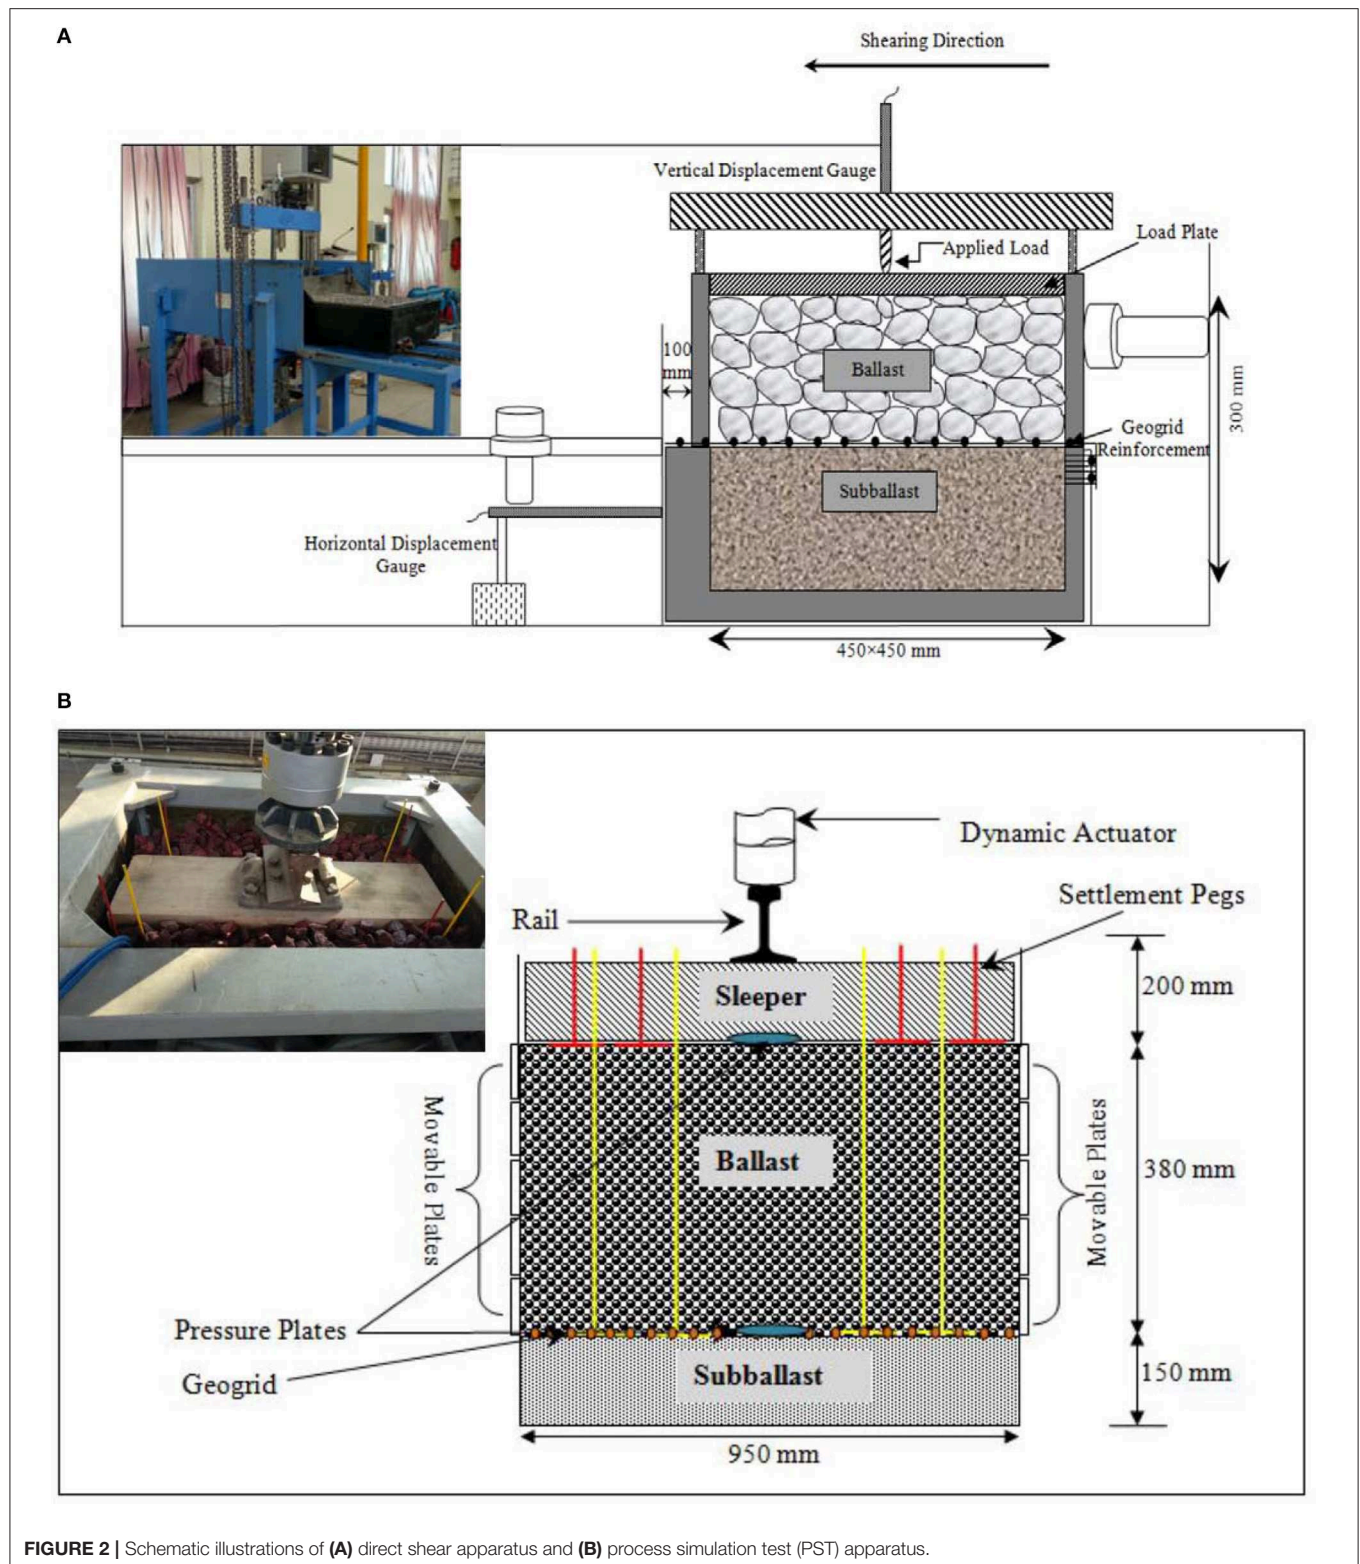 A
Shearing Direction
Vertical Displacement Gauge
Applied Load
Load Plate
100
mm
Ballast
300 mm
Geogrid
Reinforcement
Subballast
Horizontal Displacement
Gauge
450×450 mm
B
Dynamic Actuator
Settlement Pegs
Rail
200 mm
Sleeper
Movable Plates
Ballast
Movable Plates
380 mm
Pressure Plates
Geogrid
Subballast
150 mm
950 mm
FIGURE 2 | Schematic illustrations of (A) direct shear apparatus and (B) process simulation test (PST) apparatus.